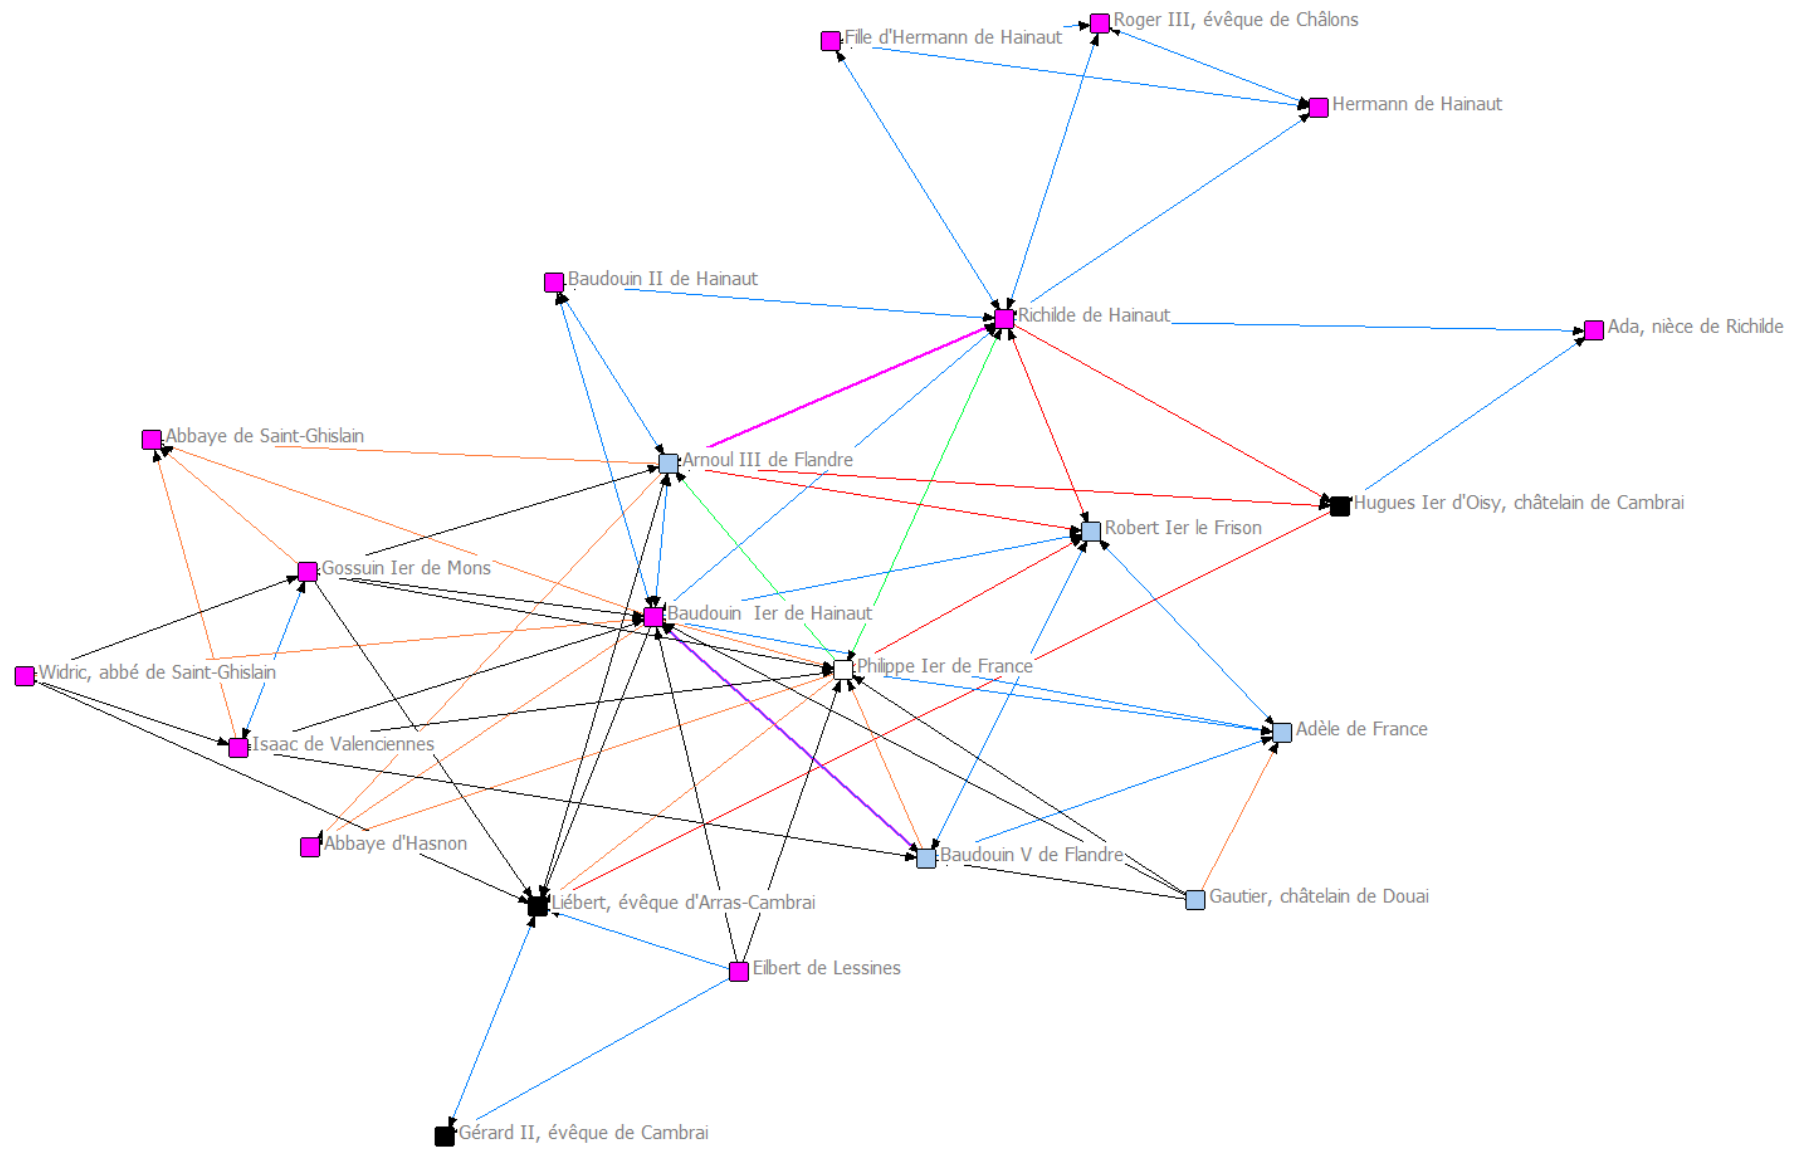 Roger III, évêque de Châlons
Fille d'Hermann de Hainaut
Hermann de Hainaut
Baudouin II de Hainaut
Richilde de Hainaut
Ada, nièce de Richilde
Abbaye de Saint-Ghislain
Arnoul III de Flandre
Hugues Ier d'Oisy, châtelain de Cambrai
Robert Ier le Frison
Gossuin Ier de Mons
Baudouin Ier de Hainaut
Philippe Ier de France
Widric, abbé de Saint-Ghislain
Adèle de France
Isaac de Valenciennes
Abbaye d'Hasnon
Baudouin V de Flandre
Gautier, châtelain de Douai
Liébert, évêque d'Arras-Cambrai
Eilbert de Lessines
Gérard II, évêque de Cambrai